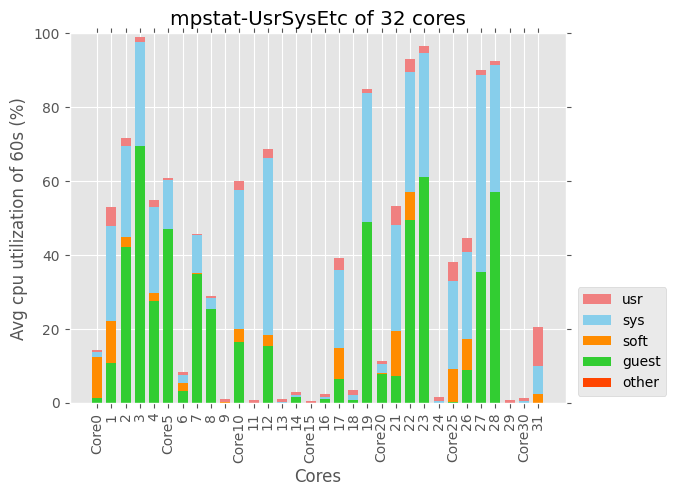 mpstat-UsrSysEtc of 32 cores
Avg cpu utilization of 60s (%)
100
80
60
40
20
0
Core0
1
2
3
4
Core5
6
7
8
9
Core10
11
12
13
14
Core15
16
17
18
19
Core20
21
22
23
24
Core25
26
27
28
29
Core30
31
Cores
usr
sys
soft
guest
other